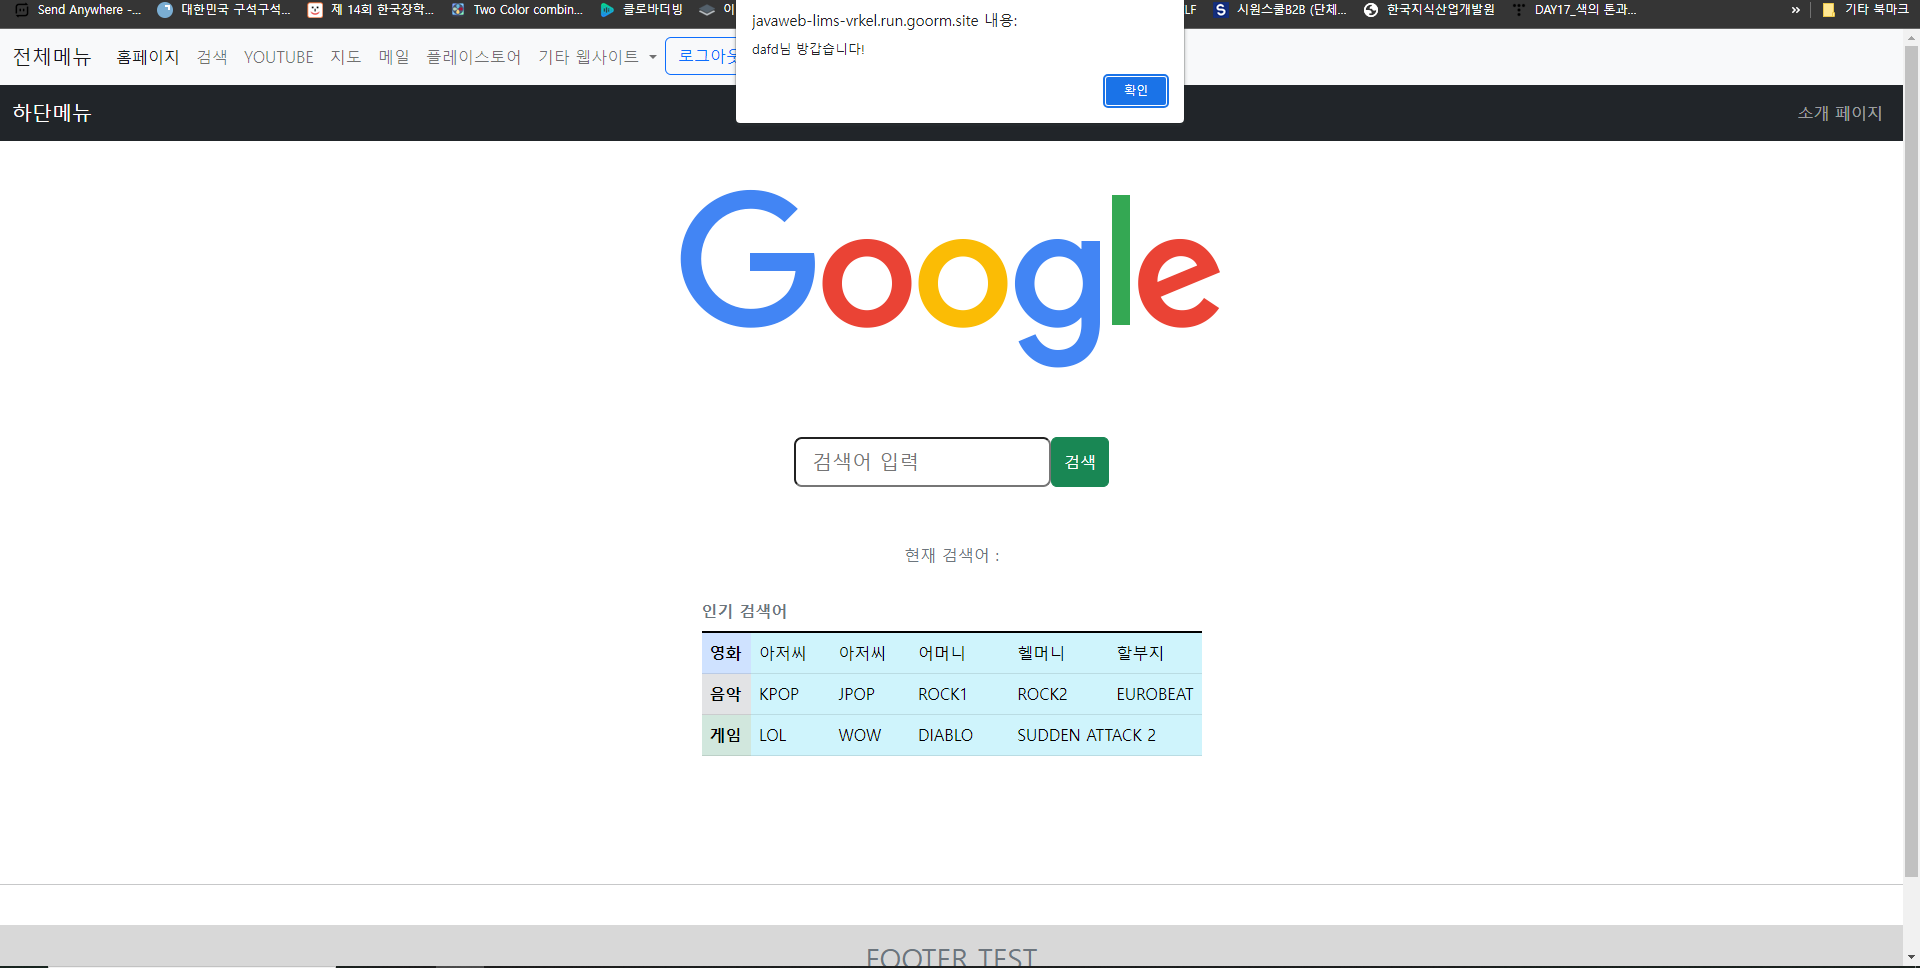 Send Anywhere -... 대한민국 구석구석... 제 14회 한국장학... Two Color combin... 클로바더빙 LF 시원스쿨B2B (단체... 한국지식산업개발원 DAY17_색의 톤과... » 기타 북마크
javaweb-lims-vrkel.run.goorm.site 내용:
dafd님 방갑습니다!
확인
전체메뉴 홈페이지 검색 YOUTUBE 지도 메일 플레이스토어 기타 웹사이트 로그아웃
하단메뉴 소개 페이지
Google
검색어 입력 검색
현재 검색어 :
인기 검색어
영화 아저씨 아저씨 어머니 헬머니 할부지
음악 KPOP JPOP ROCK1 ROCK2 EUROBEAT
게임 LOL WOW DIABLO SUDDEN ATTACK 2
FOOTER TEST